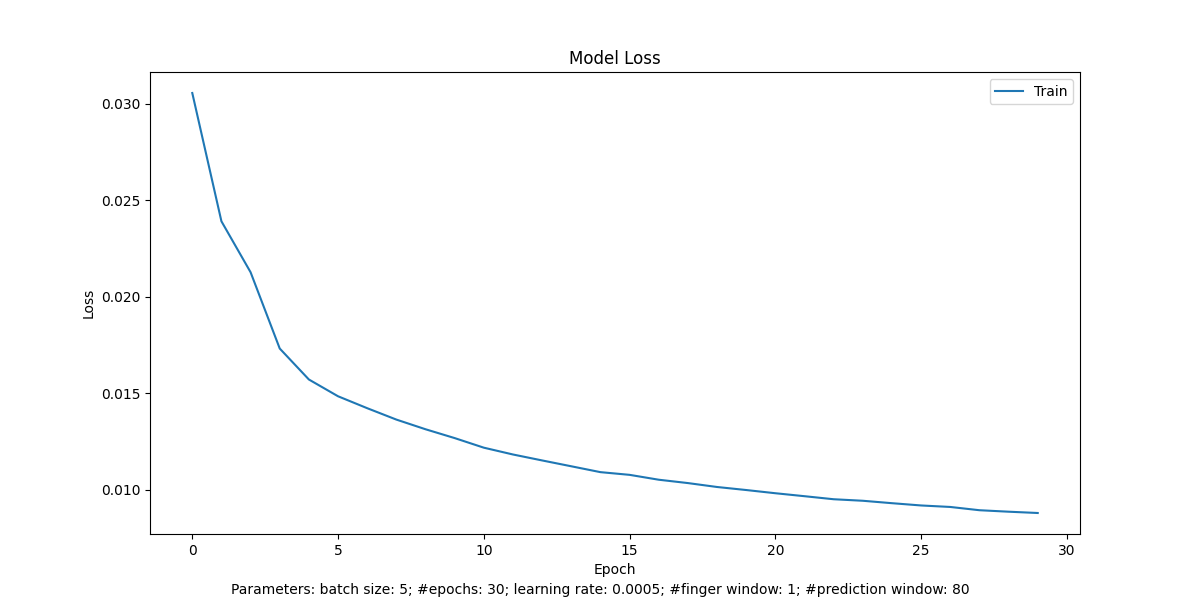 Model Loss
Train
0.030
0.025
0.020
0.015
0.010
Loss
0 5 10 15 20 25 30
Epoch
Parameters: batch size: 5; #epochs: 30; learning rate: 0.0005; #finger window: 1; #prediction window: 80